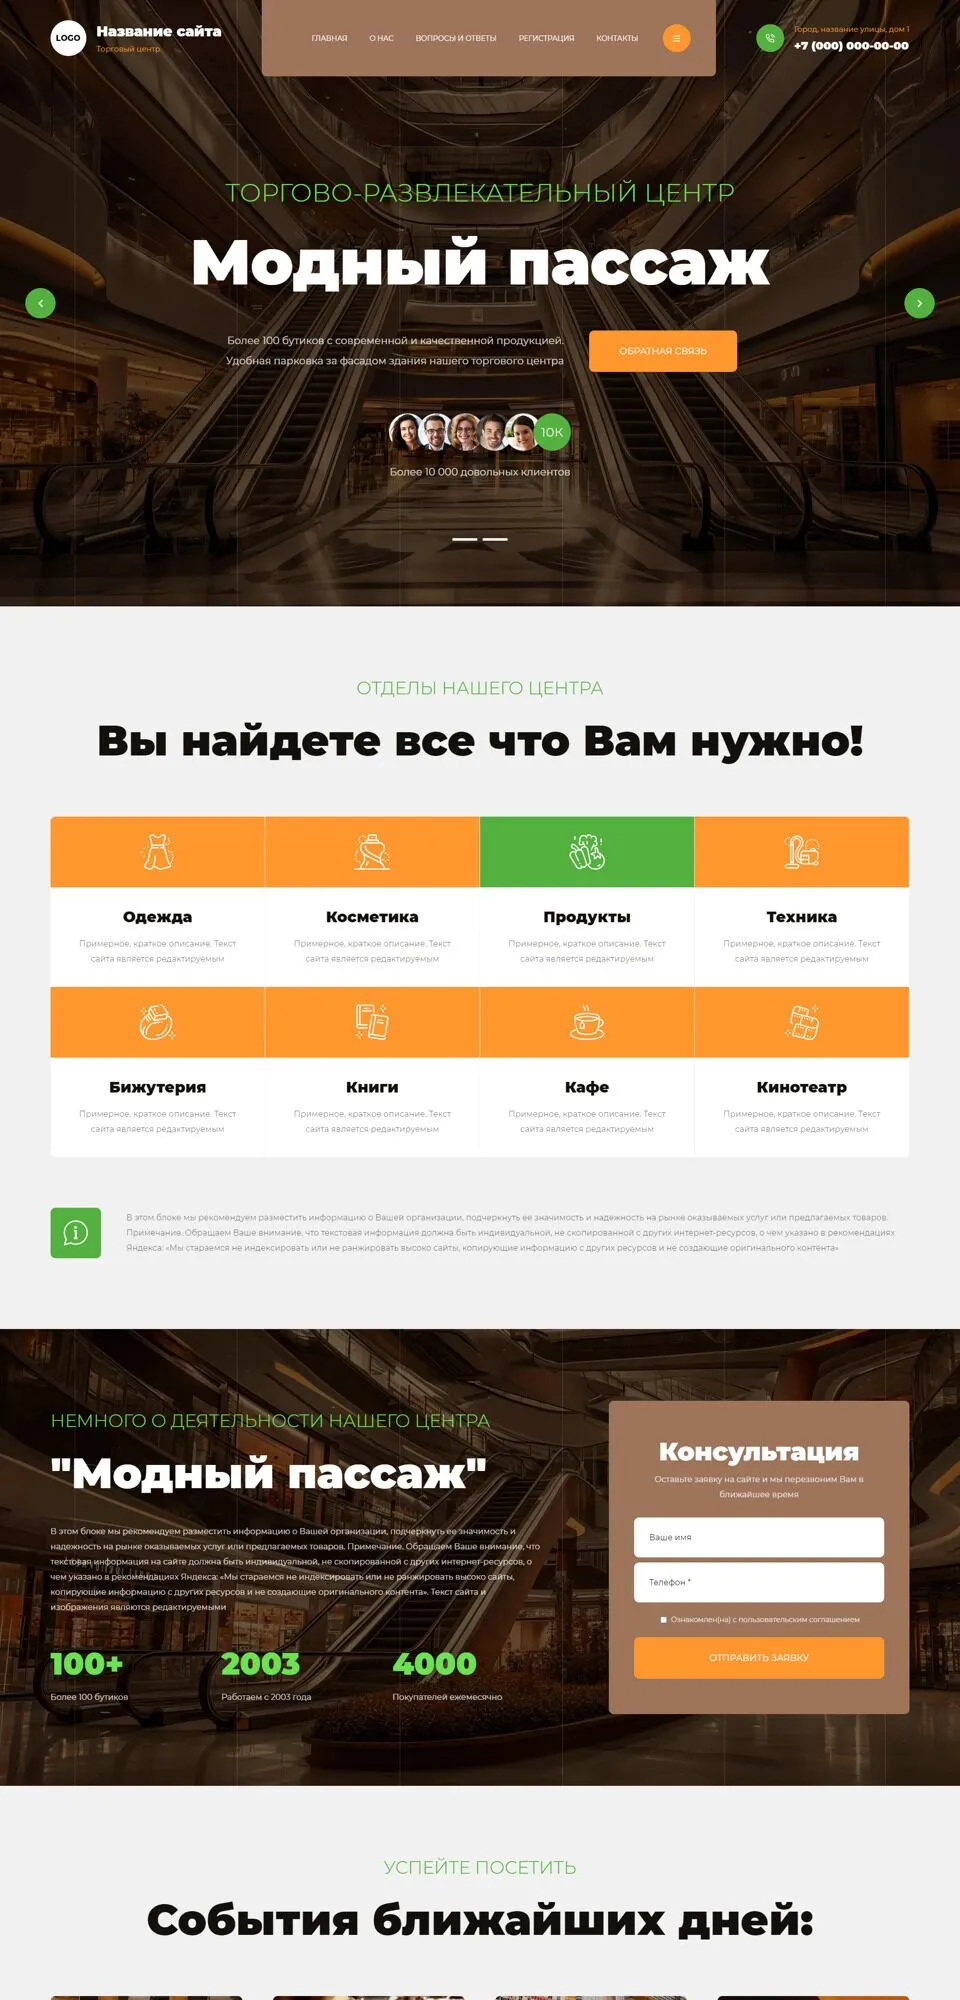 LOGO
Название сайта
Торговый центр
ГЛАВНАЯ
О НАС
ВОПРОСЫ И ОТВЕТЫ
РЕГИСТРАЦИЯ
КОНТАКТЫ
Город, название улицы, дом 1
+7 (000) 000-00-00
ТОРГОВО-РАЗВЛЕКАТЕЛЬНЫЙ ЦЕНТР
Модный пассаж
Более 100 бутиков с современной и качественной продукцией.
Удобная парковка за фасадом здания нашего торгового центра
ОБРАТНАЯ СВЯЗЬ
10К
Более 10 000 довольных клиентов
ОТДЕЛЫ НАШЕГО ЦЕНТРА
Вы найдете все что Вам нужно!
Одежда
Примерное, краткое описание. Текст
сайта является редактируемым
Косметика
Примерное, краткое описание. Текст
сайта является редактируемым
Продукты
Примерное, краткое описание. Текст
сайта является редактируемым
Техника
Примерное, краткое описание. Текст
сайта является редактируемым
Бижутерия
Примерное, краткое описание. Текст
сайта является редактируемым
Книги
Примерное, краткое описание. Текст
сайта является редактируемым
Кафе
Примерное, краткое описание. Текст
сайта является редактируемым
Кинотеатр
Примерное, краткое описание. Текст
сайта является редактируемым
В этом блоке мы рекомендуем разместить информацию о Вашей организации, подчеркнуть ее значимость и надежность на рынке оказываемых услуг или предлагаемых товаров.
Примечание. Обращаем Ваше внимание, что текстовая информация должна быть индивидуальной, не скопированной с других интернет-ресурсов, о чем указано в рекомендациях
Яндекса: «Мы стараемся не индексировать или не ранжировать высоко сайты, копирующие информацию с других ресурсов и не создающие оригинального контента»
НЕМНОГО О ДЕЯТЕЛЬНОСТИ НАШЕГО ЦЕНТРА
"Модный пассаж"
В этом блоке мы рекомендуем разместить информацию о Вашей организации, подчеркнуть ее значимость и
надежность на рынке оказываемых услуг или предлагаемых товаров. Примечание. Обращаем Ваше внимание, что
текстовая информация на сайте должна быть индивидуальной, не скопированной с других интернет-ресурсов, о
чем указано в рекомендациях Яндекса: «Мы стараемся не индексировать или не ранжировать высоко сайты,
копирующие информацию с других ресурсов и не создающие оригинального контента». Текст сайта и
изображения являются редактируемыми
100+
Более 100 бутиков
2003
Работаем с 2003 года
4000
Покупателей ежемесячно
Консультация
Оставьте заявку на сайте и мы перезвоним Вам в
ближайшее время
Ваше имя
Телефон *
Ознакомлен(на) с пользовательским соглашением
ОТПРАВИТЬ ЗАЯВКУ
УСПЕЙТЕ ПОСЕТИТЬ
События ближайших дней: